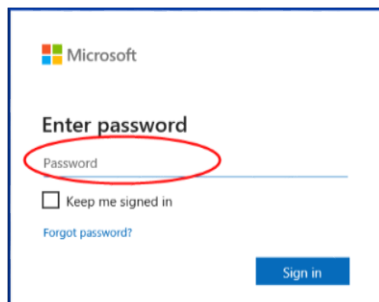 Microsoft
Enter password
Password
Keep me signed in
Forgot password?
Sign in